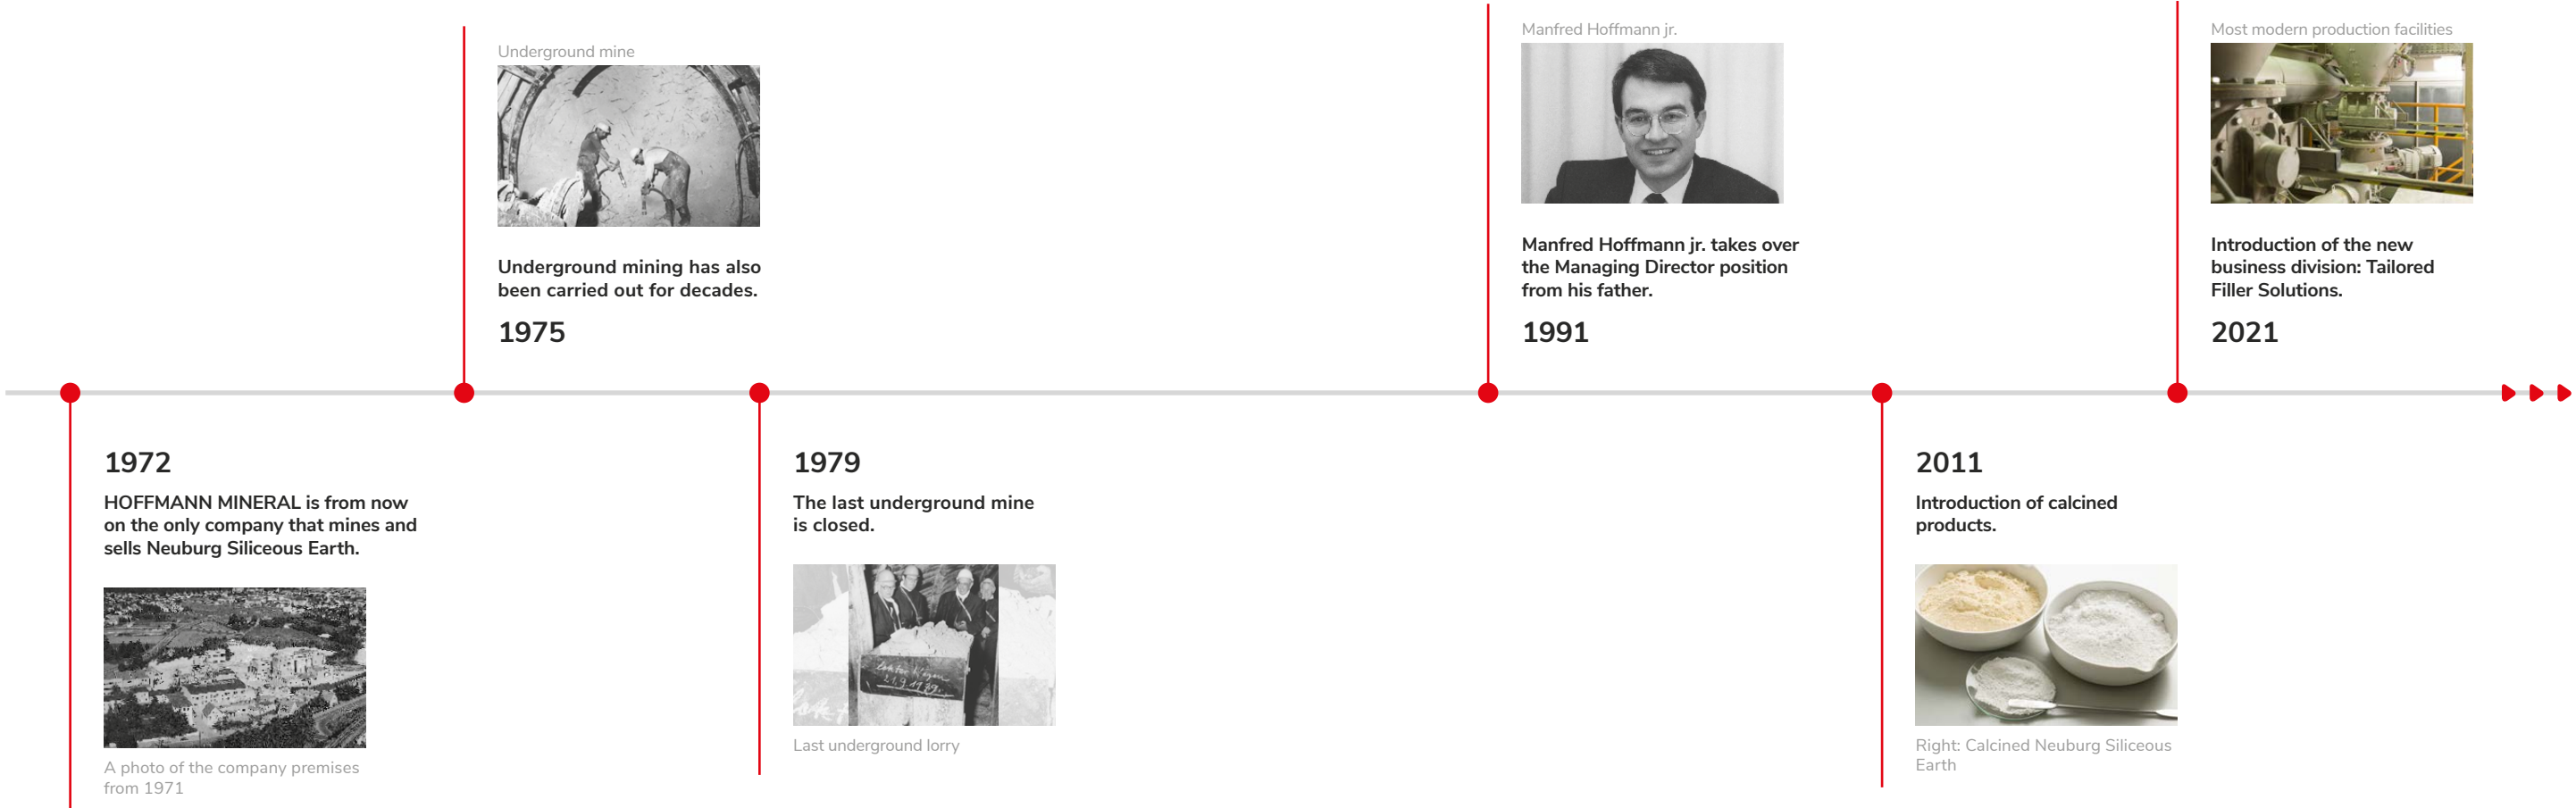 Underground mine
Underground mining has also
been carried out for decades.
1975
Manfred Hoffmann jr.
Manfred Hoffmann jr. takes over
the Managing Director position
from his father.
1991
Most modern production facilities
Introduction of the new
business division: Tailored
Filler Solutions.
2021
1972
HOFFMANN MINERAL is from now
on the only company that mines and
sells Neuburg Siliceous Earth.
A photo of the company premises
from 1971
1979
The last underground mine
is closed.
21.9.1979.
Last underground lorry
2011
Introduction of calcined
products.
Right: Calcined Neuburg Siliceous
Earth